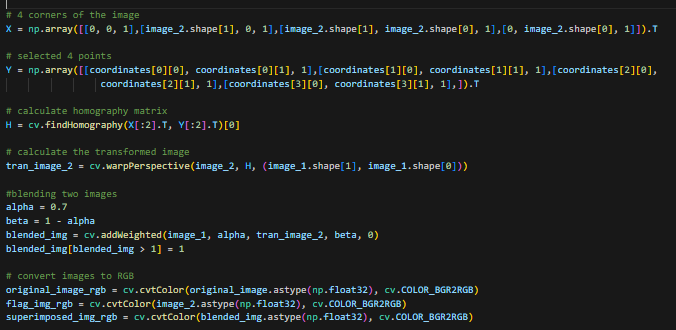 # 4 corners of the image
X = np.array([[0, 0, 1],[image_2.shape[1], 0, 1],[image_2.shape[1], image_2.shape[0], 1],[0, image_2.shape[0], 1]]).T
# selected 4 points
Y = np.array([[coordinates[0][0], coordinates[0][1], 1],[coordinates[1][0], coordinates[1][1], 1],[coordinates[2][0],
coordinates[2][1], 1],[coordinates[3][0], coordinates[3][1], 1],]).T
# calculate homography matrix
H = cv.findHomography(X[:2].T, Y[:2].T)[0]
# calculate the transformed image
tran_image_2 = cv.warpPerspective(image_2, H, (image_1.shape[1], image_1.shape[0]))
#blending two images
alpha = 0.7
beta = 1 - alpha
blended_img = cv.addWeighted(image_1, alpha, tran_image_2, beta, 0)
blended_img[blended_img > 1] = 1
# convert images to RGB
original_image_rgb = cv.cvtColor(original_image.astype(np.float32), cv.COLOR_BGR2RGB)
flag_img_rgb = cv.cvtColor(image_2.astype(np.float32), cv.COLOR_BGR2RGB)
superimposed_img_rgb = cv.cvtColor(blended_img.astype(np.float32), cv.COLOR_BGR2RGB)